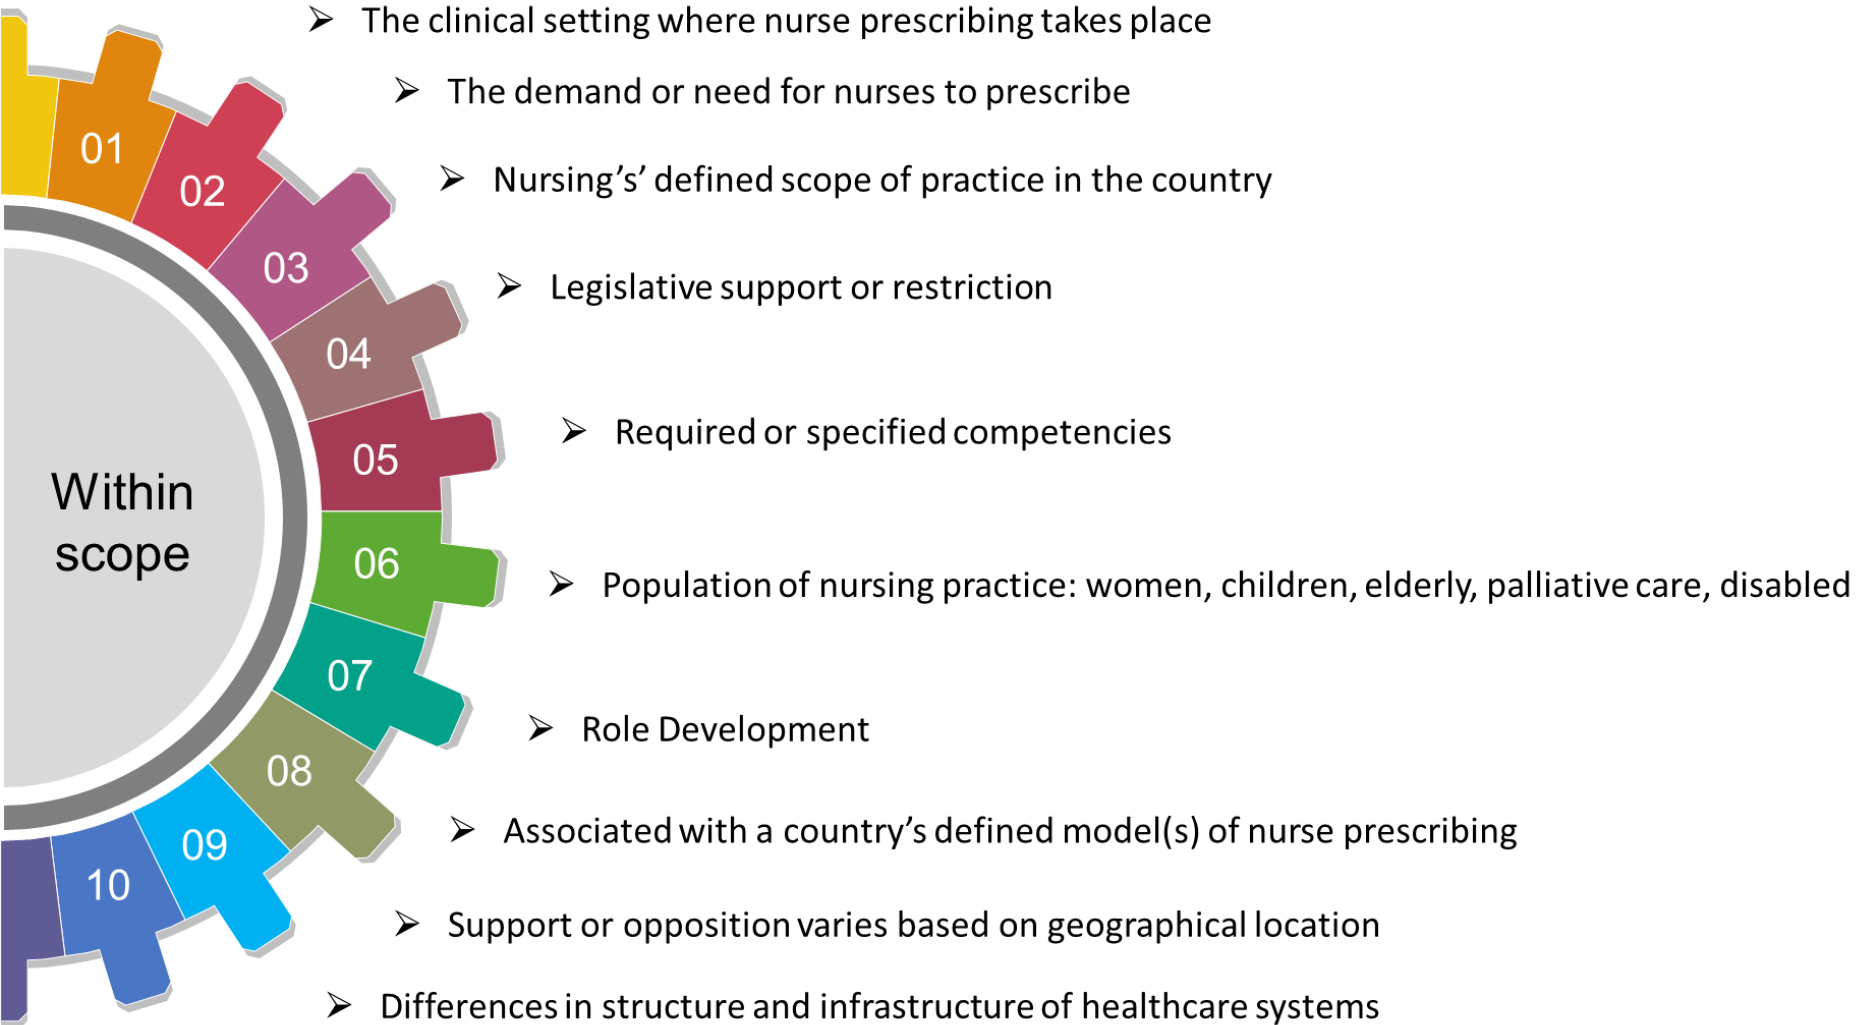 The clinical setting where nurse prescribing takes place
The demand or need for nurses to prescribe
01
02
Nursing’s’ defined scope of practice in the country
03
Legislative support or restriction
04
Required or specified competencies
05
Within
scope
06
Population of nursing practice: women, children, elderly, palliative care, disabled
07
Role Development
08
Associated with a country’s defined model(s) of nurse prescribing
09
10
Support or opposition varies based on geographical location
Differences in structure and infrastructure of healthcare systems